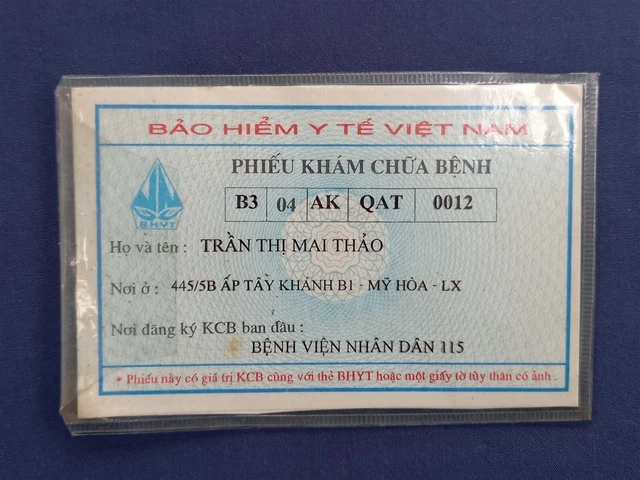 BẢO HIỂM Y TẾ VIỆT NAM
PHIẾU KHÁM CHỮA BỆNH
B3 04 AK QAT 0012
BHYT
Họ và tên : TRẦN THỊ MAI THẢO
Nơi ở : 445/5B ẤP TÂY KHÁNH B1 - MỸ HÒA - LX
Nơi đăng ký KCB ban đầu :
BỆNH VIỆN NHÂN DÂN 115
* Phiếu này có giá trị KCB cùng với thẻ BHYT hoặc một giấy tờ tùy thân có ảnh